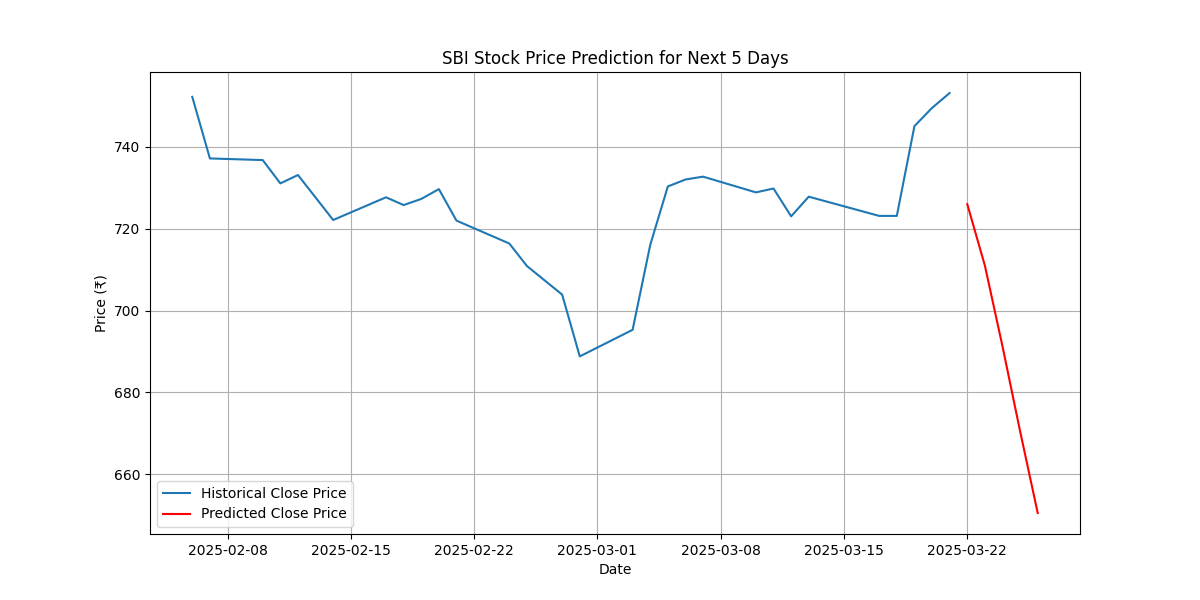 SBI Stock Price Prediction for Next 5 Days
Price (₹)
740
720
700
680
660
Historical Close Price
Predicted Close Price
2025-02-08 2025-02-15 2025-02-22 2025-03-01 2025-03-08 2025-03-15 2025-03-22
Date